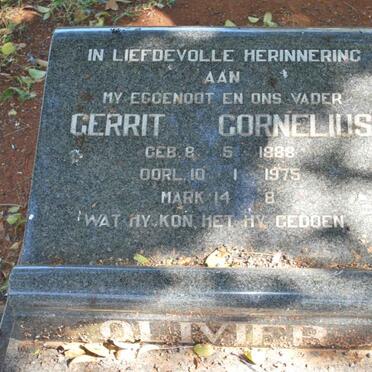 IN LIEFDEVOLLE HERINNERING
AAN
MY EGGENOOT EN ONS VADER
GERRIT CORNELIUS
GEB. 8 5 1888
OORL. 10 1 1975
MARK. 14 8
WAT HY KON, HET HY GEDOEN.
OLIVIER